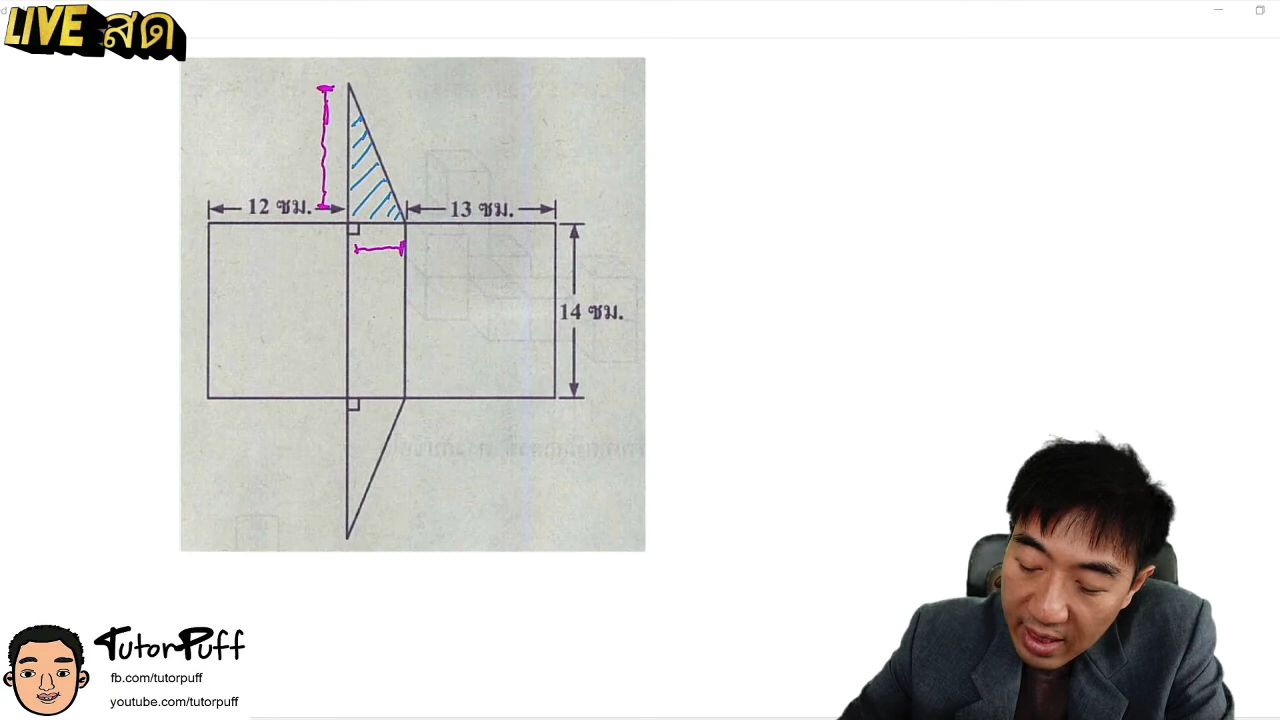 LIVE สด
12 ซม.
13 ซม.
14 ซม.
TutorPuff
fb.com/tutorpuff
youtube.com/tutorpuff